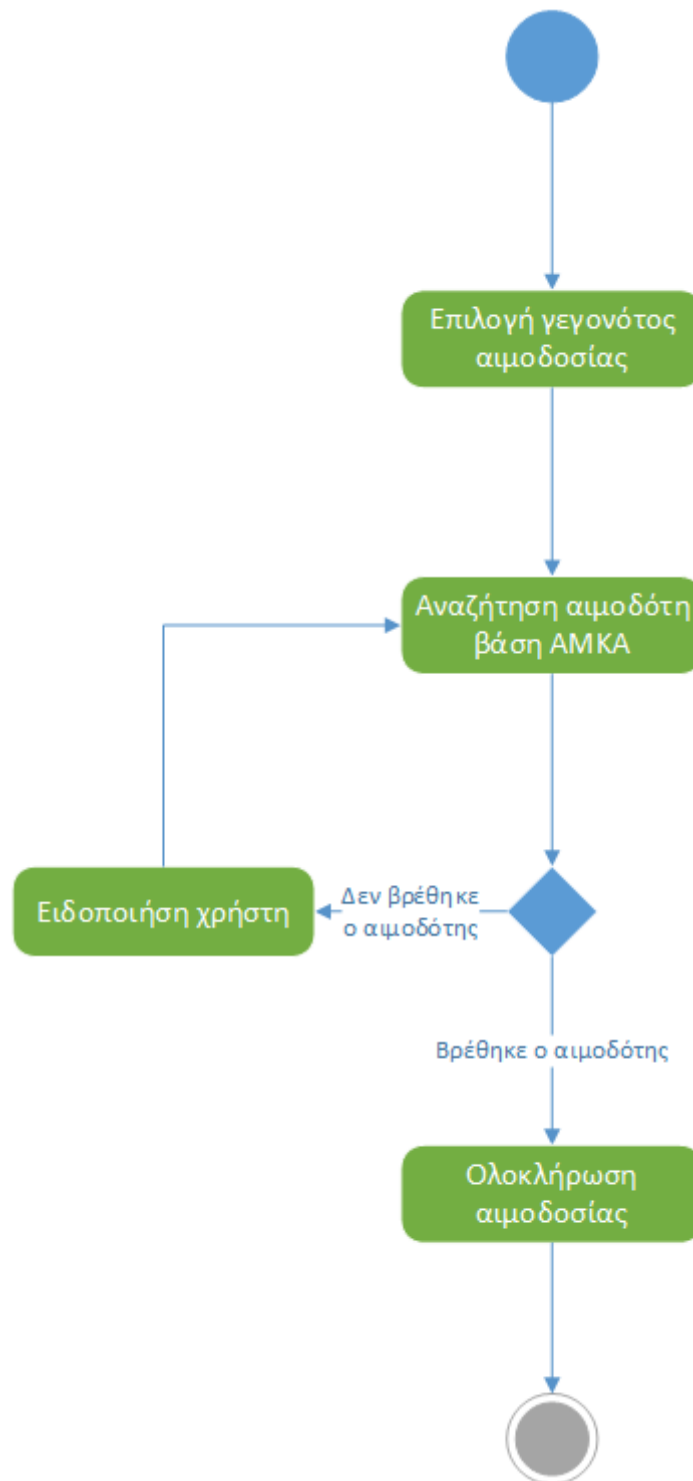 Επιλογή γεγονότος
αιμοδοσίας
Αναζήτηση αιμοδότη
βάση ΑΜΚΑ
Δεν βρέθηκε
ο αιμοδότης
Ειδοποιήση χρήστη
Βρέθηκε ο αιμοδότης
Ολοκλήρωση
αιμοδοσίας